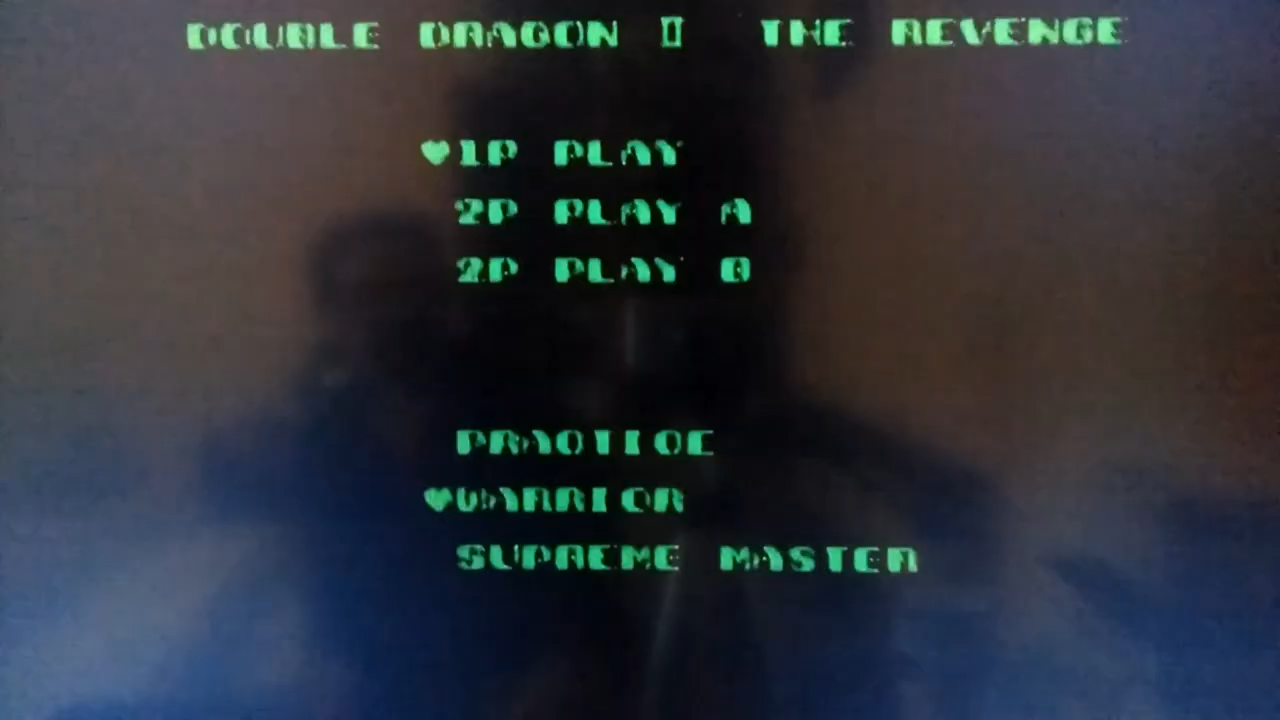 DOUBLE DRAGON II THE REVENGE
♥1P PLAY
2P PLAY A
2P PLAY B
PRACTICE
♥WARRIOR
SUPREME MASTER